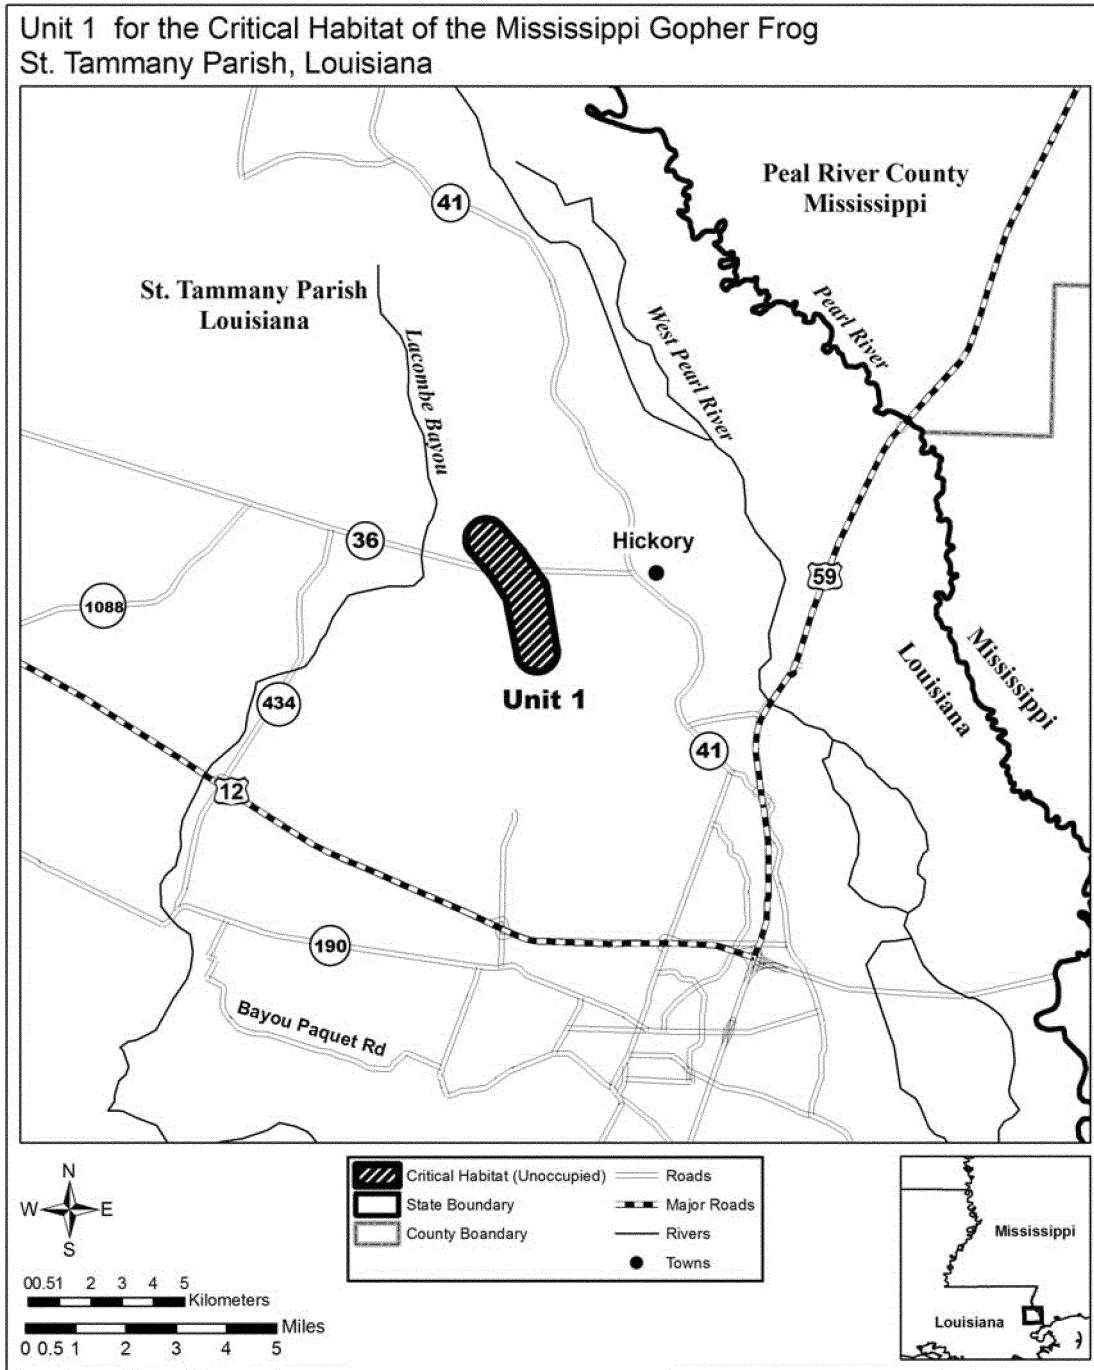 Unit 1 for the Critical Habitat of the Mississippi Gopher Frog
St. Tammany Parish, Louisiana
Peal River County
Mississippi
41
St. Tammany Parish
Louisiana
Lacombe Bayou
West Pearl River
Pearl River
36
Hickory
59
1088
Unit 1
434
Louisiana
Mississippi
41
12
190
Bayou Paquet Rd
N
W
E
S
Critical Habitat (Unoccupied)
State Boundary
County Boandary
Roads
Major Roads
Rivers
Towns
00.51 2 3 4 5
Kilometers
Miles
0 0.5 1 2 3 4 5
Mississippi
Louisiana